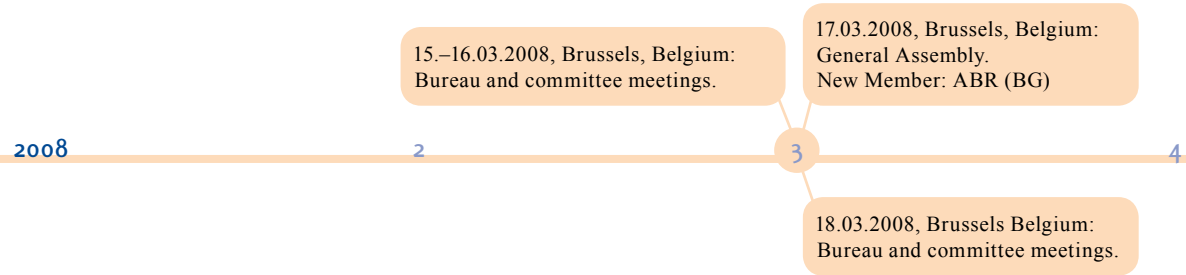 15.–16.03.2008, Brussels, Belgium:
Bureau and committee meetings.
17.03.2008, Brussels, Belgium:
General Assembly.
New Member: ABR (BG)
2008
2
3
4
18.03.2008, Brussels Belgium:
Bureau and committee meetings.